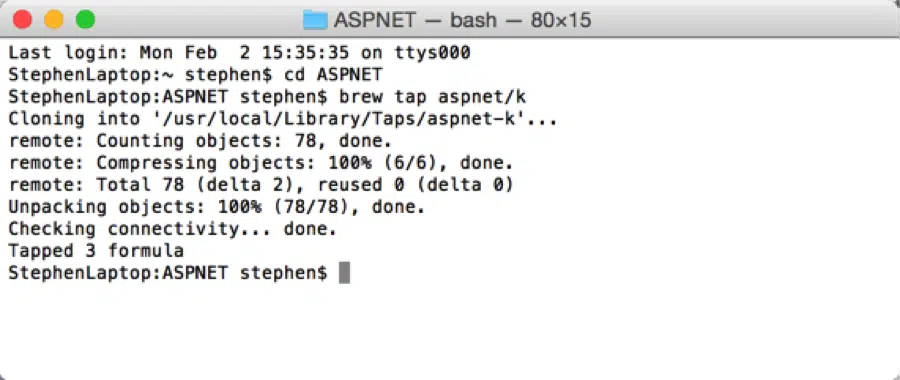 ASPNET — bash — 80×15
Last login: Mon Feb  2 15:35:35 on ttys000
StephenLaptop:~ stephen$ cd ASPNET
StephenLaptop:ASPNET stephen$ brew tap aspnet/k
Cloning into '/usr/local/Library/Taps/aspnet-k'...
remote: Counting objects: 78, done.
remote: Compressing objects: 100% (6/6), done.
remote: Total 78 (delta 2), reused 0 (delta 0)
Unpacking objects: 100% (78/78), done.
Checking connectivity... done.
Tapped 3 formula
StephenLaptop:ASPNET stephen$